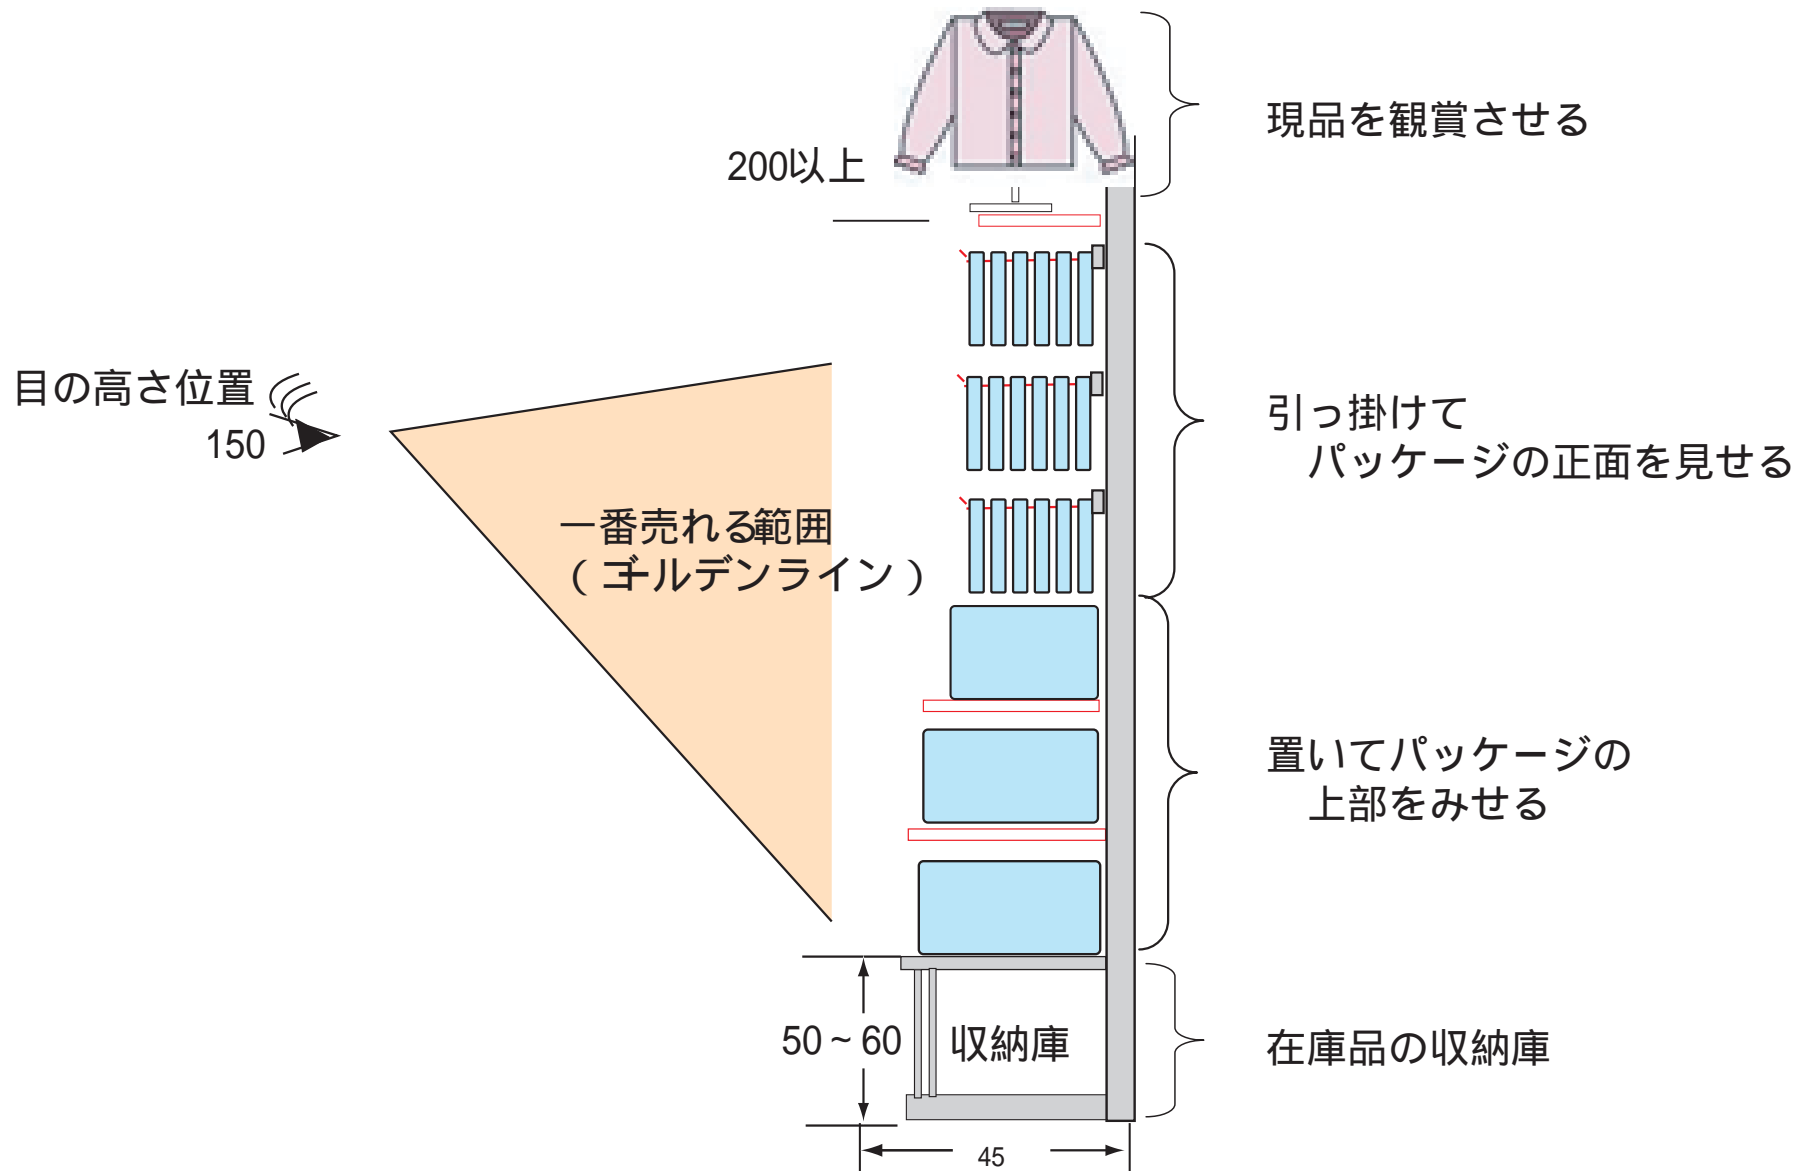 現品を観賞させる
200以上
目の高さ位置
150
引っ掛けて
パッケージの正面を見せる
一番売れる範囲
（ゴールデンライン）
置いてパッケージの
上部をみせる
50~60
収納庫
在庫品の収納庫
45